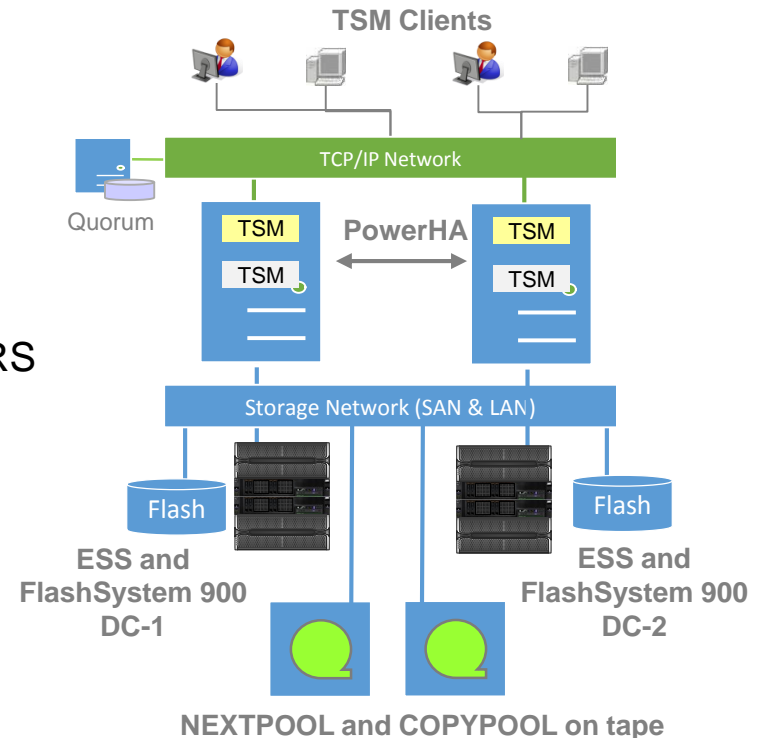 TSM Clients
TCP/IP Network
Quorum
TSM
PowerHA
TSM
TSM
TSM
RS
Storage Network (SAN & LAN)
Flash
Flash
ESS and
FlashSystem 900
DC-1
ESS and
FlashSystem 900
DC-2
NEXTPOOL and COPYPOOL on tape